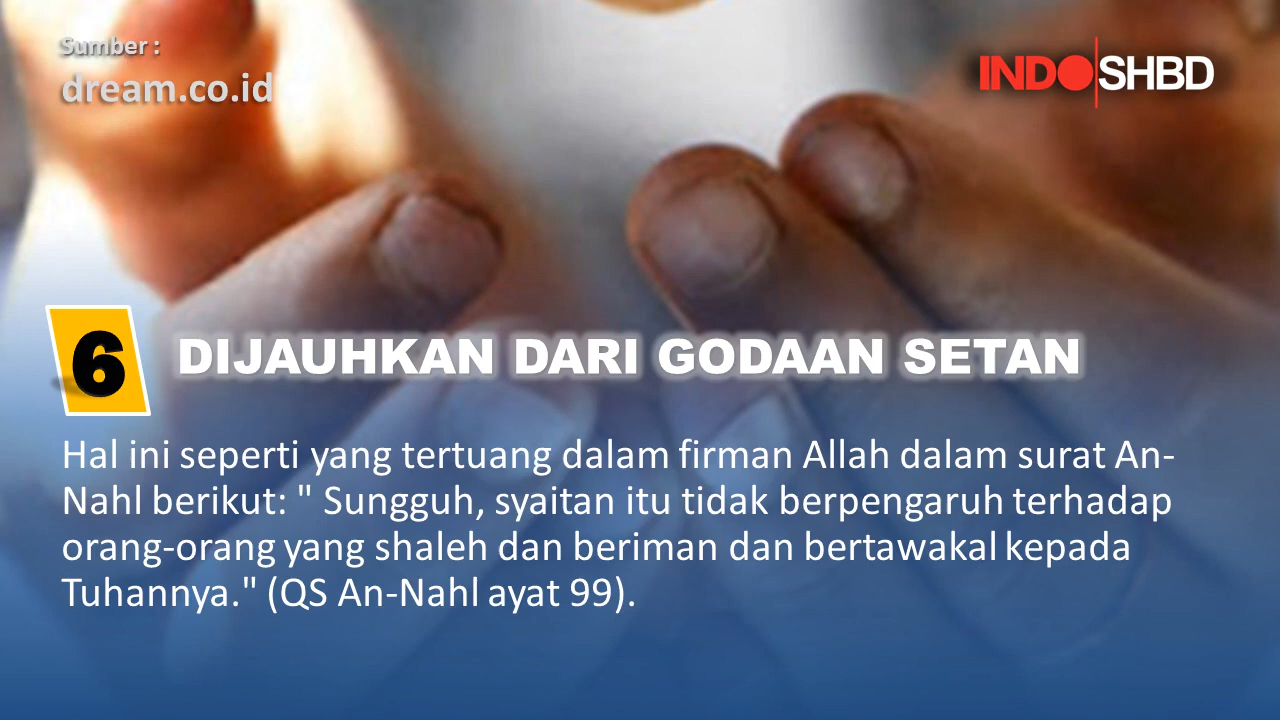 Sumber :
dream.co.id
INDOSHBD
6
DIJAUHKAN DARI GODAAN SETAN
Hal ini seperti yang tertuang dalam firman Allah dalam surat An-
Nahl berikut: " Sungguh, syaitan itu tidak berpengaruh terhadap
orang-orang yang shaleh dan beriman dan bertawakal kepada
Tuhannya." (QS An-Nahl ayat 99).